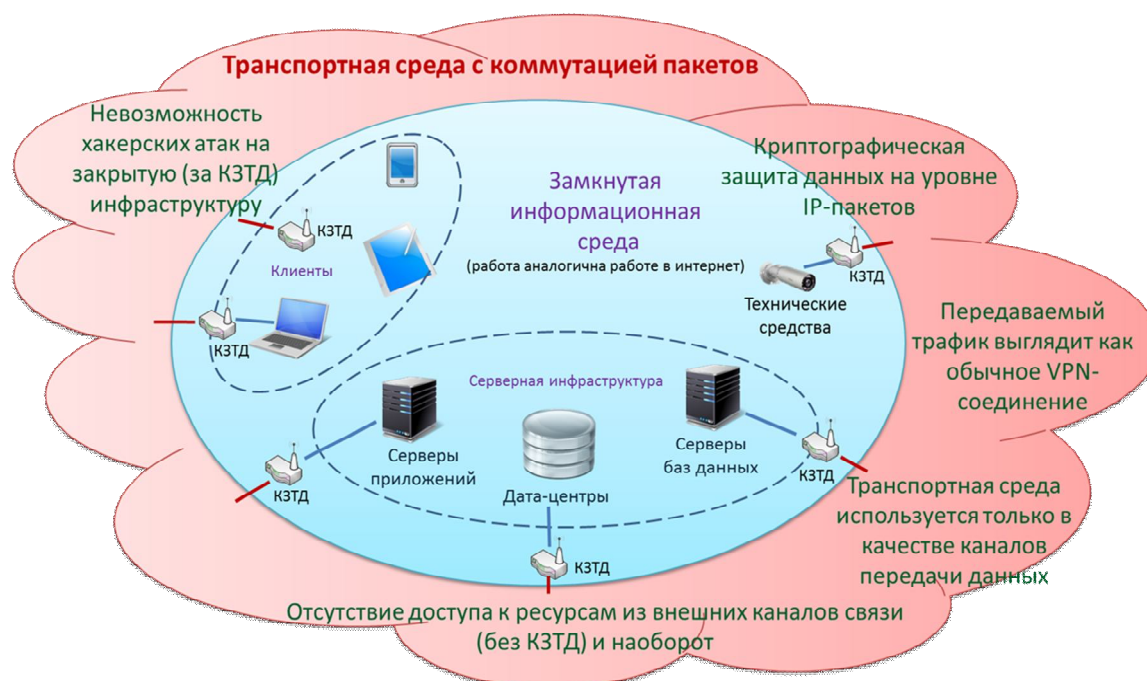 Транспортная среда с коммутацией пакетов
Невозможность
хакерских атак на
закрытую (за КЗТД)
инфраструктуру
КЗТД
Клиенты
КЗТД
Замкнутая
информационная
среда
(работа аналогична работе в интернет)
Криптографическая
защита данных на уровне
IP-пакетов
КЗТД
Технические
средства
Передаваемый
трафик выглядит как
обычное VPN-
соединение
Серверная инфраструктура
Серверы
приложений
КЗТД
Дата-центры
КЗТД
Серверы
баз данных
КЗТД
Транспортная среда
используется только в
качестве каналов
передачи данных
Отсутствие доступа к ресурсам из внешних каналов связи
(без КЗТД) и наоборот